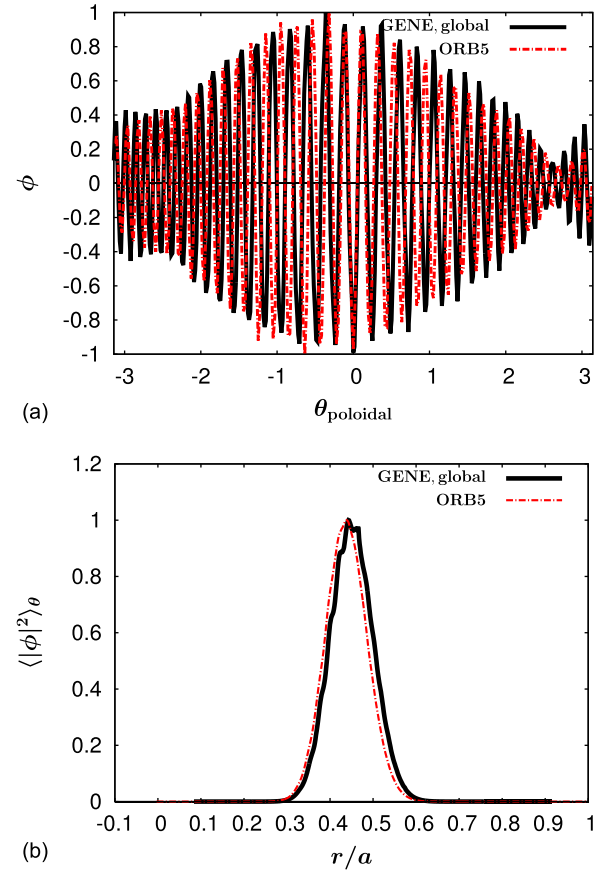 GENE, global
ORB5
1
0.8
0.6
0.4
0.2
0
-0.2
-0.4
-0.6
-0.8
-1
ϕ
-3 -2 -1 0 1 2 3
θpoloidal
(a)
GENE, global
ORB5
1.2
1
0.8
0.6
0.4
0.2
0
⟨|ϕ|²⟩θ
-0.1 0 0.1 0.2 0.3 0.4 0.5 0.6 0.7 0.8 0.9 1
r/a
(b)